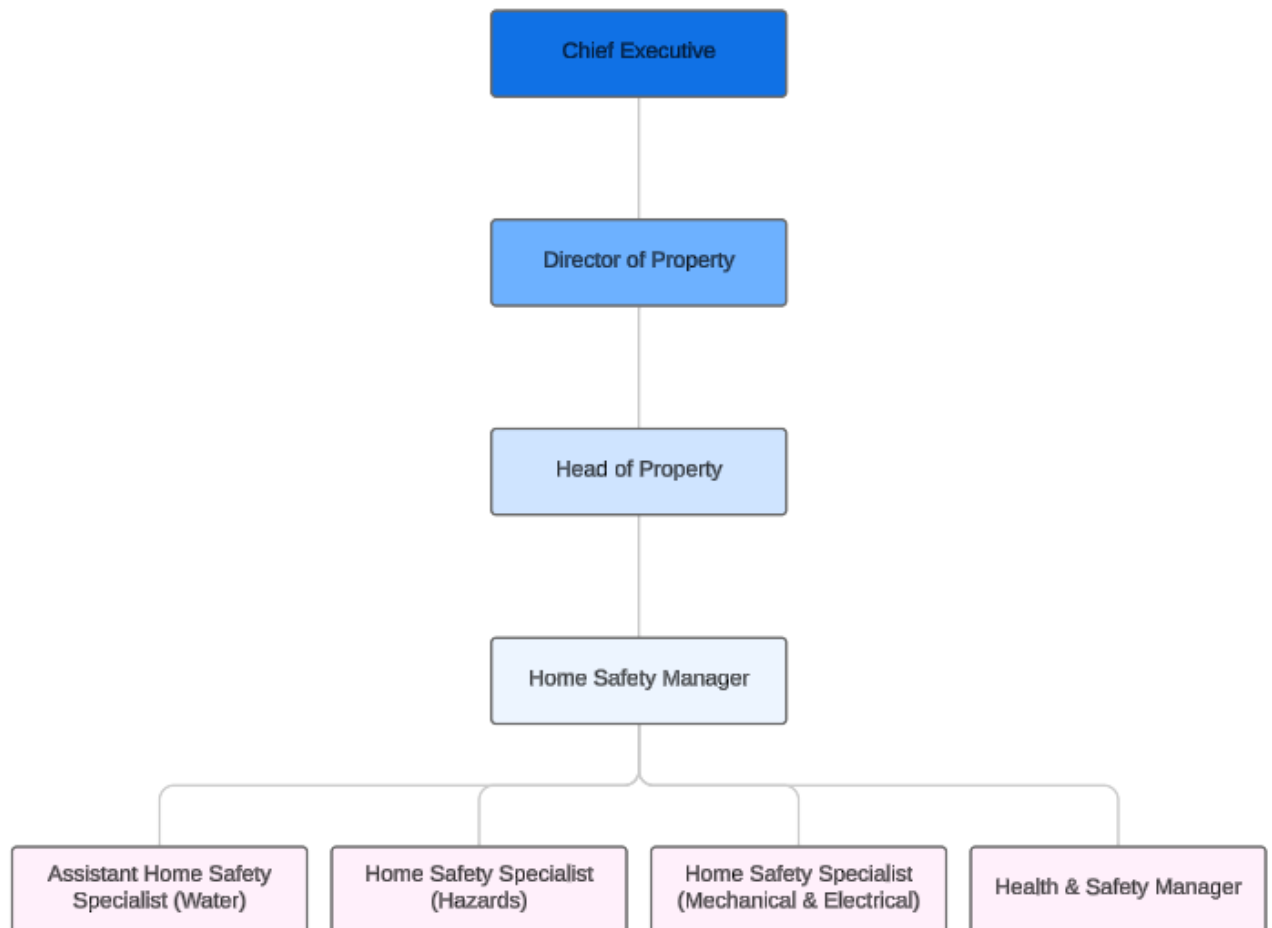 Chief Executive
Director of Property
Head of Property
Home Safety Manager
Assistant Home Safety
Specialist (Water)
Home Safety Specialist
(Hazards)
Home Safety Specialist
(Mechanical & Electrical)
Health & Safety Manager